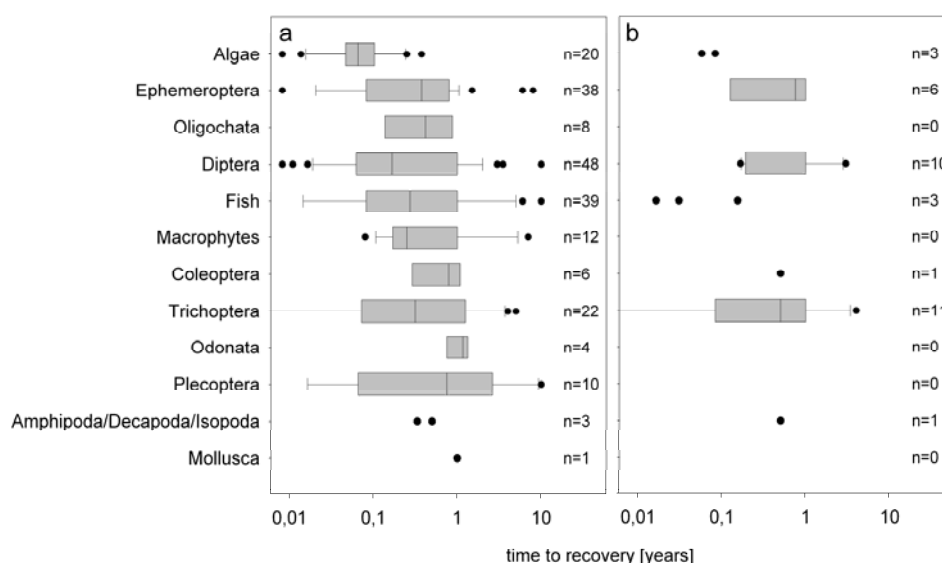 a b
Algae n=20 n=3
Ephemeroptera n=38 n=6
Oligochata n=8 n=0
Diptera n=48 n=10
Fish n=39 n=3
Macrophytes n=12 n=0
Coleoptera n=6 n=1
Trichoptera n=22 n=11
Odonata n=4 n=0
Plecoptera n=10 n=0
Amphipoda/Decapoda/Isopoda n=3 n=1
Mollusca n=1 n=0
0,01 0,1 1 10 0,01 0,1 1 10
time to recovery [years]